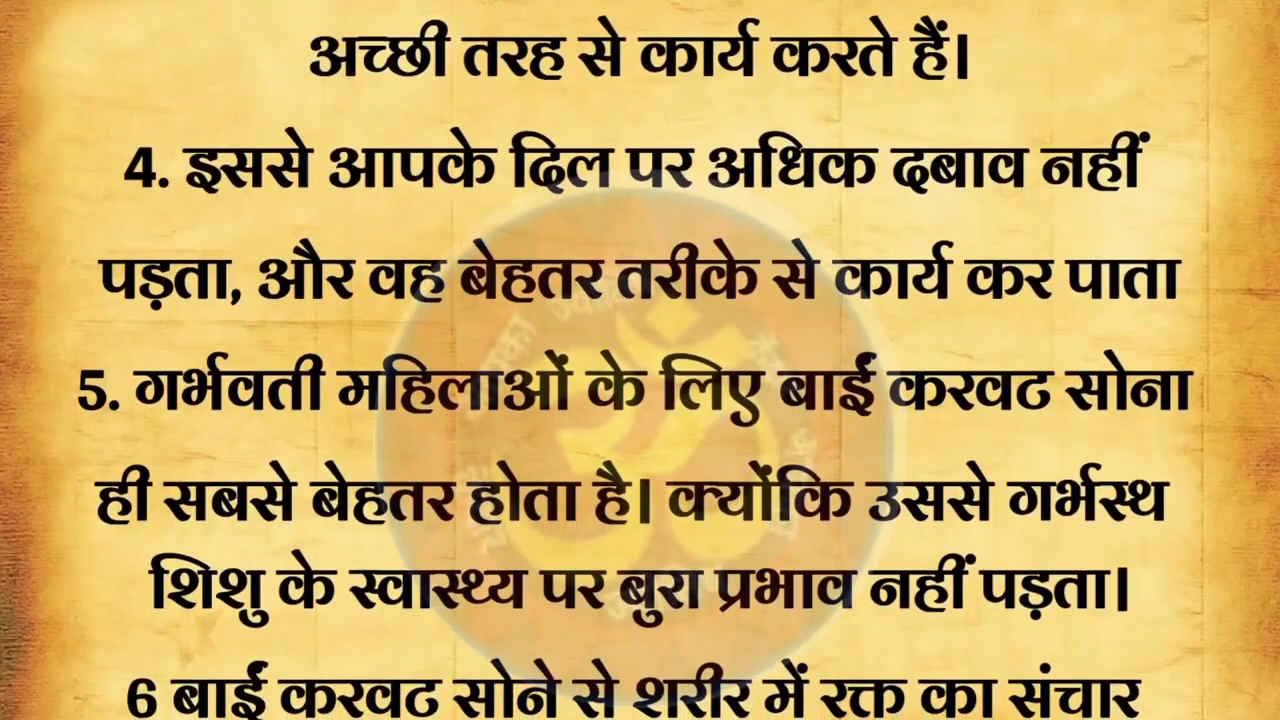 अच्छी तरह से कार्य करते हैं।
4. इससे आपके दिल पर अधिक दबाव नहीं
पड़ता, और वह बेहतर तरीके से कार्य कर पाता
5. गर्भवती महिलाओं के लिए बाईं करवट सोना
ही सबसे बेहतर होता है। क्योंकि उससे गर्भस्थ
शिशु के स्वास्थ्य पर बुरा प्रभाव नहीं पड़ता।
6 बाईं करवट सोने से शरीर में रक्त का संचार